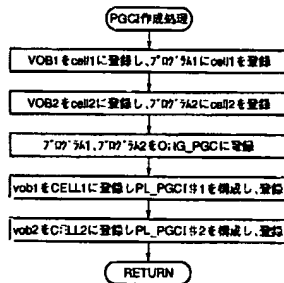 PGCI作成処理
VOB1をcell1に登録し、プログラム1にcell1を登録
VOB2をcell2に登録し、プログラム2にcell2を登録
プログラム1、プログラム2をORG_PGCに登録
vob1をCELL1に登録しPL_PGCI#1を構成し、登録
vob2をCELL2に登録しPL_PGCI#2を構成し、登録
RETURN